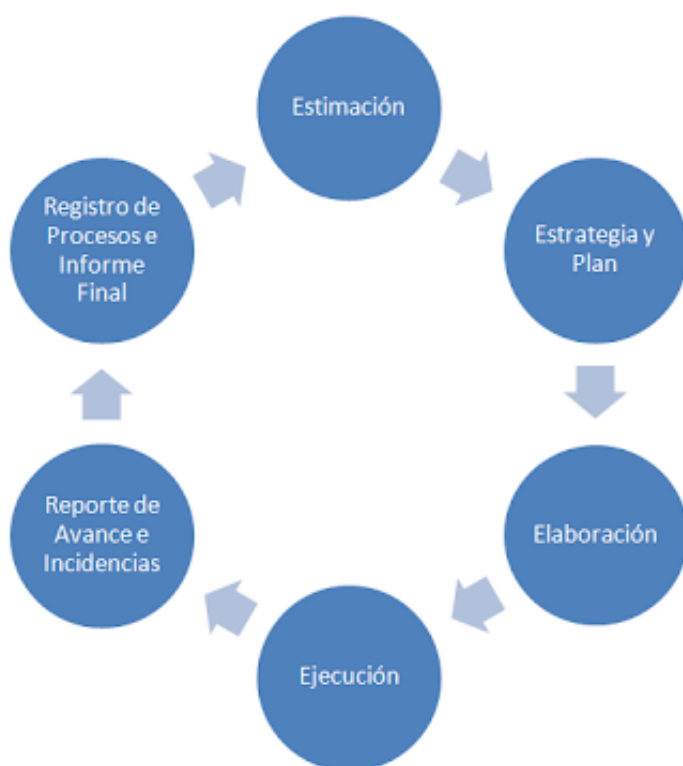 Estimación
Estrategia y
Plan
Elaboración
Ejecución
Reporte de
Avance e
Incidencias
Registro de
Procesos e
Informe
Final